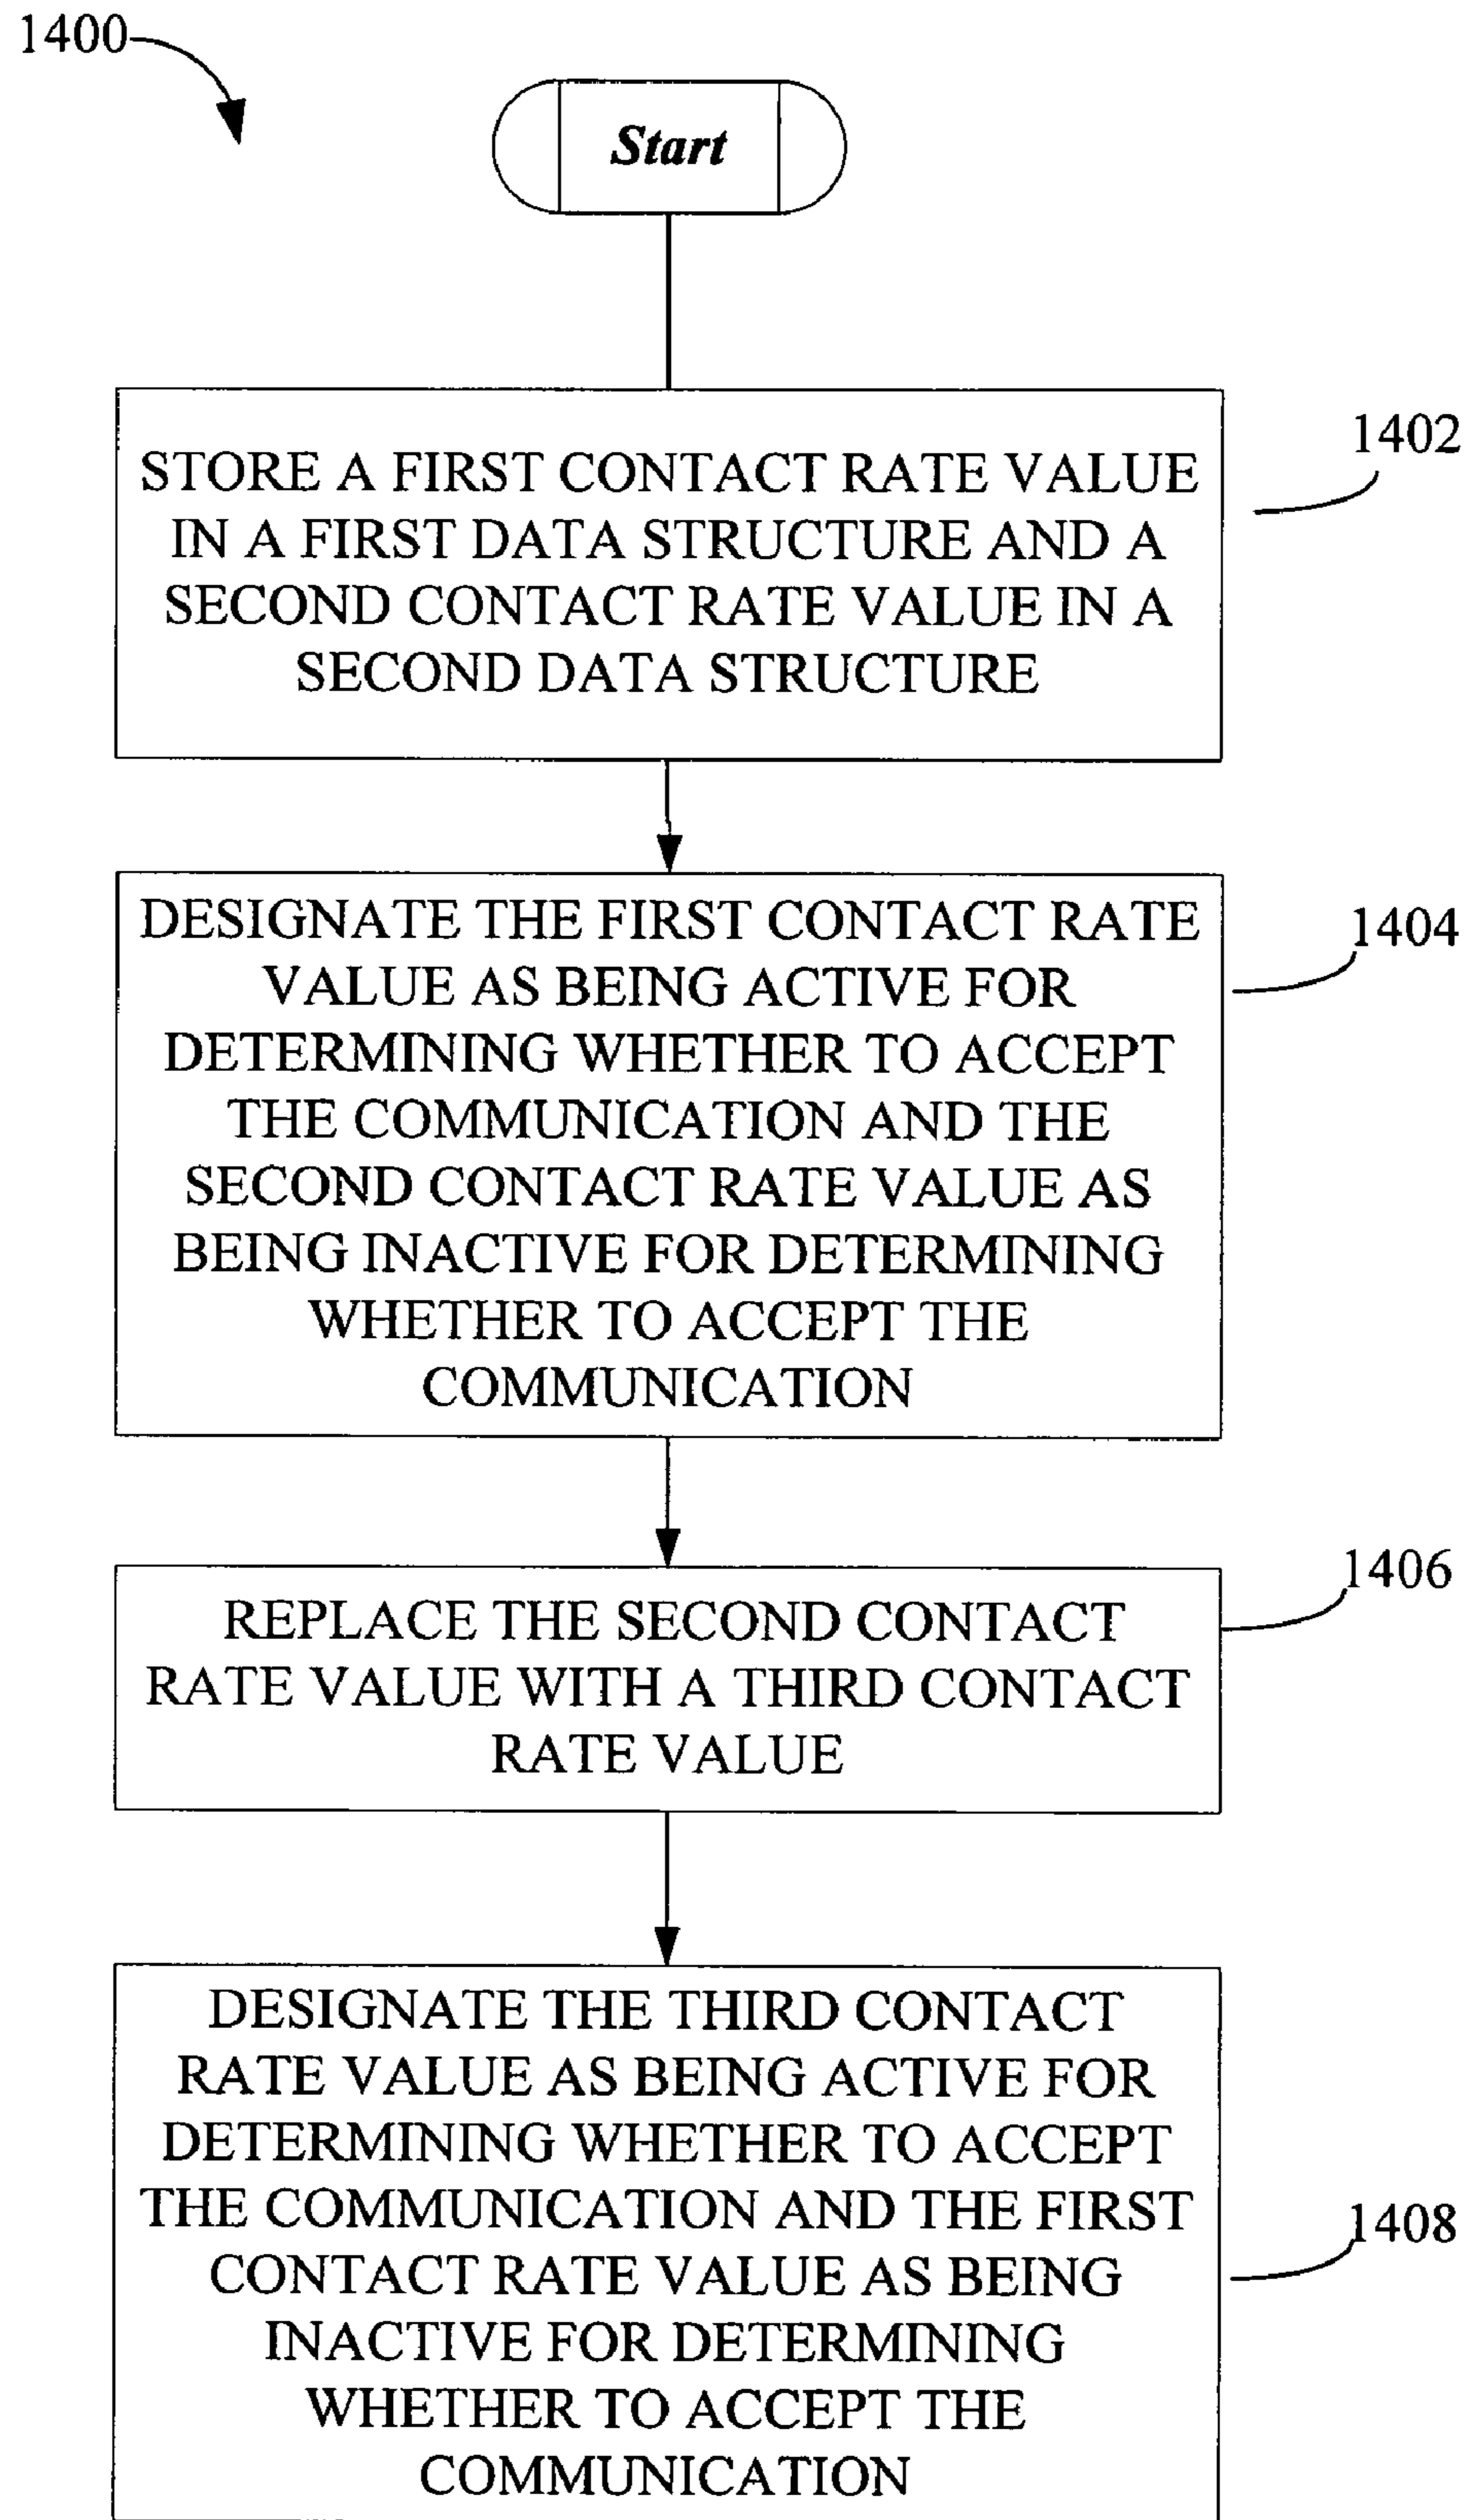 1400
Start
1402
STORE A FIRST CONTACT RATE VALUE
IN A FIRST DATA STRUCTURE AND A
SECOND CONTACT RATE VALUE IN A
SECOND DATA STRUCTURE
1404
DESIGNATE THE FIRST CONTACT RATE
VALUE AS BEING ACTIVE FOR
DETERMINING WHETHER TO ACCEPT
THE COMMUNICATION AND THE
SECOND CONTACT RATE VALUE AS
BEING INACTIVE FOR DETERMINING
WHETHER TO ACCEPT THE
COMMUNICATION
1406
REPLACE THE SECOND CONTACT
RATE VALUE WITH A THIRD CONTACT
RATE VALUE
1408
DESIGNATE THE THIRD CONTACT
RATE VALUE AS BEING ACTIVE FOR
DETERMINING WHETHER TO ACCEPT
THE COMMUNICATION AND THE FIRST
CONTACT RATE VALUE AS BEING
INACTIVE FOR DETERMINING
WHETHER TO ACCEPT THE
COMMUNICATION